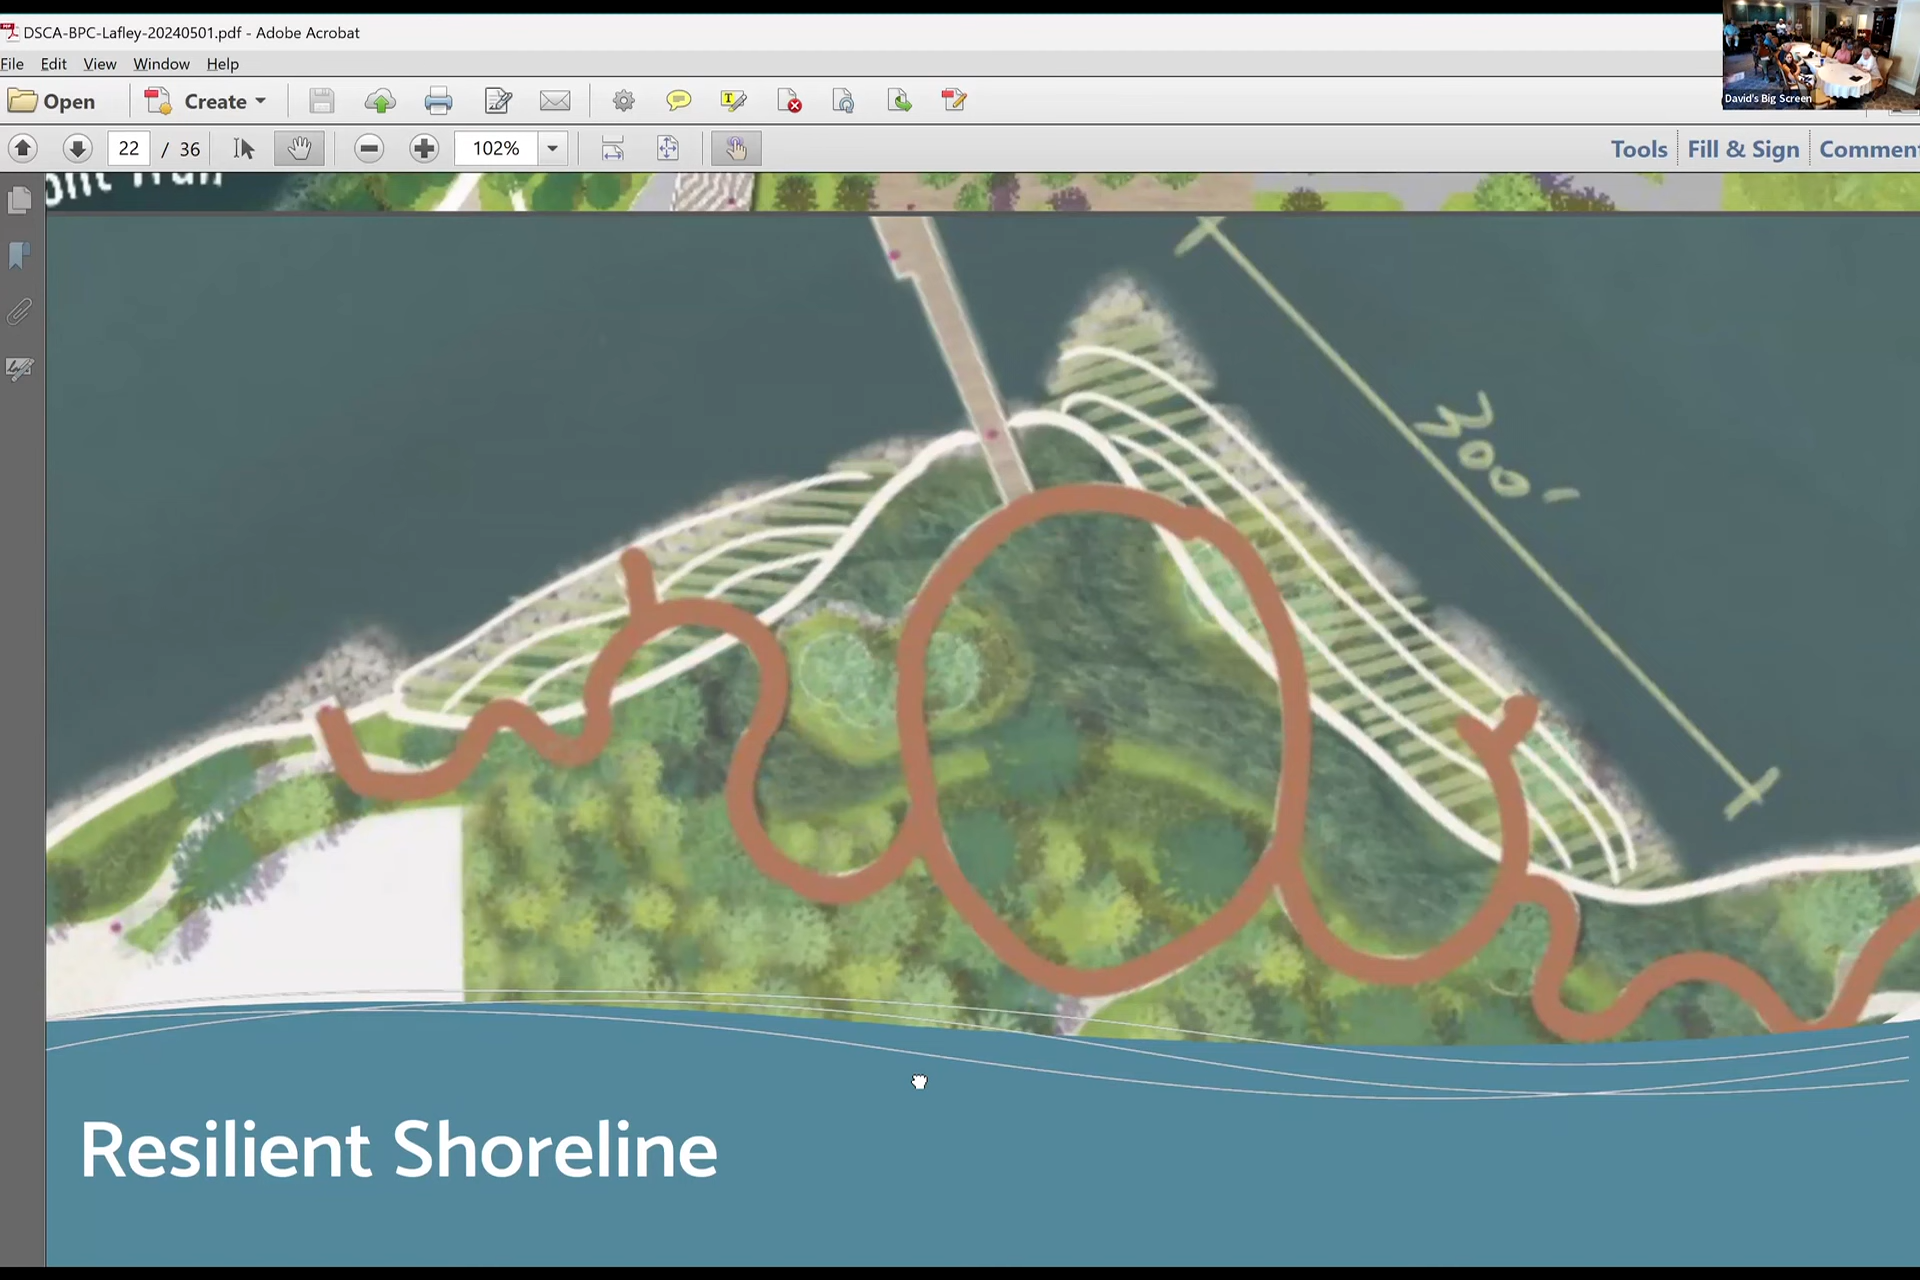 DSCA-BPC-Lafley-20240501.pdf - Adobe Acrobat
File Edit View Window Help
Open Create
David's Big Screen
22 / 36 102% Tools Fill & Sign Commen
300'
Resilient Shoreline